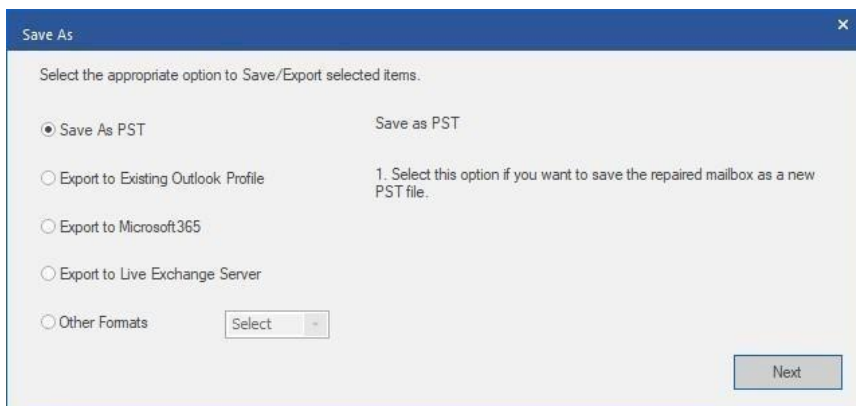 Save As
Select the appropriate option to Save/Export selected items.
Save As PST
Save as PST
Export to Existing Outlook Profile
1. Select this option if you want to save the repaired mailbox as a new
PST file.
Export to Microsoft365
Export to Live Exchange Server
Other Formats
Select
Next